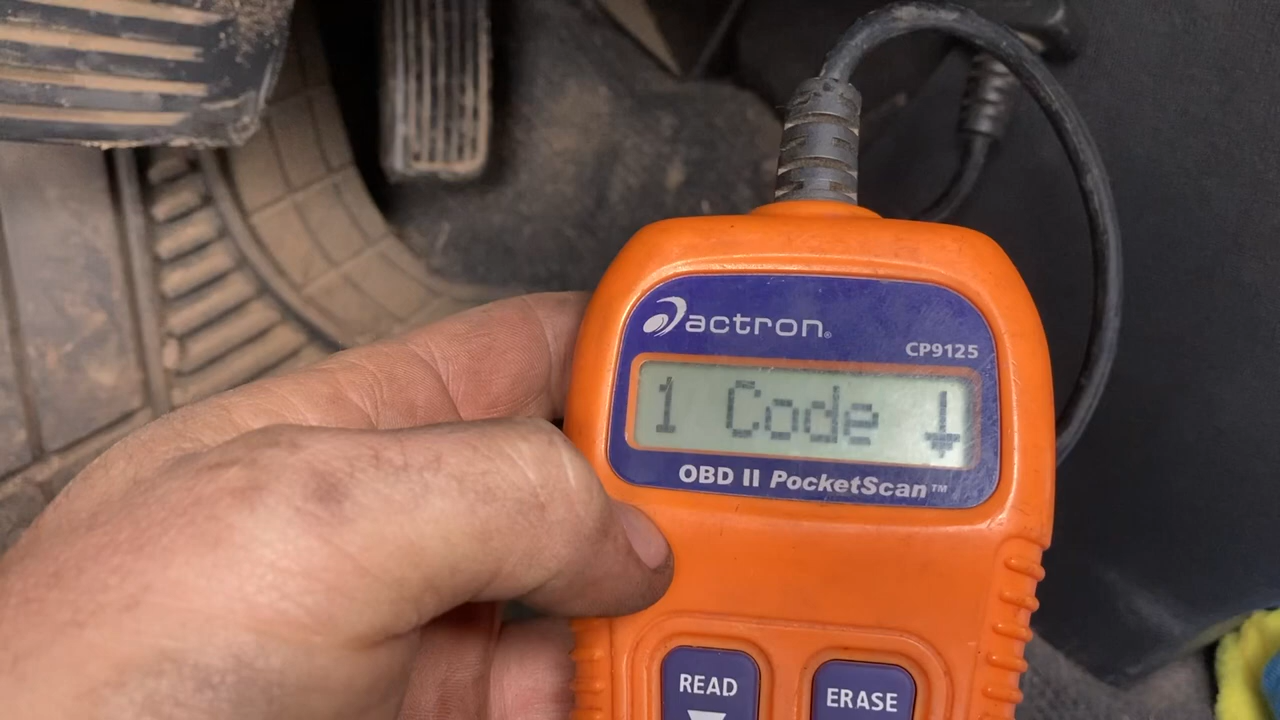 actron®
CP9125
1 Code ↓
OBD II PocketScan™
READ
ERASE